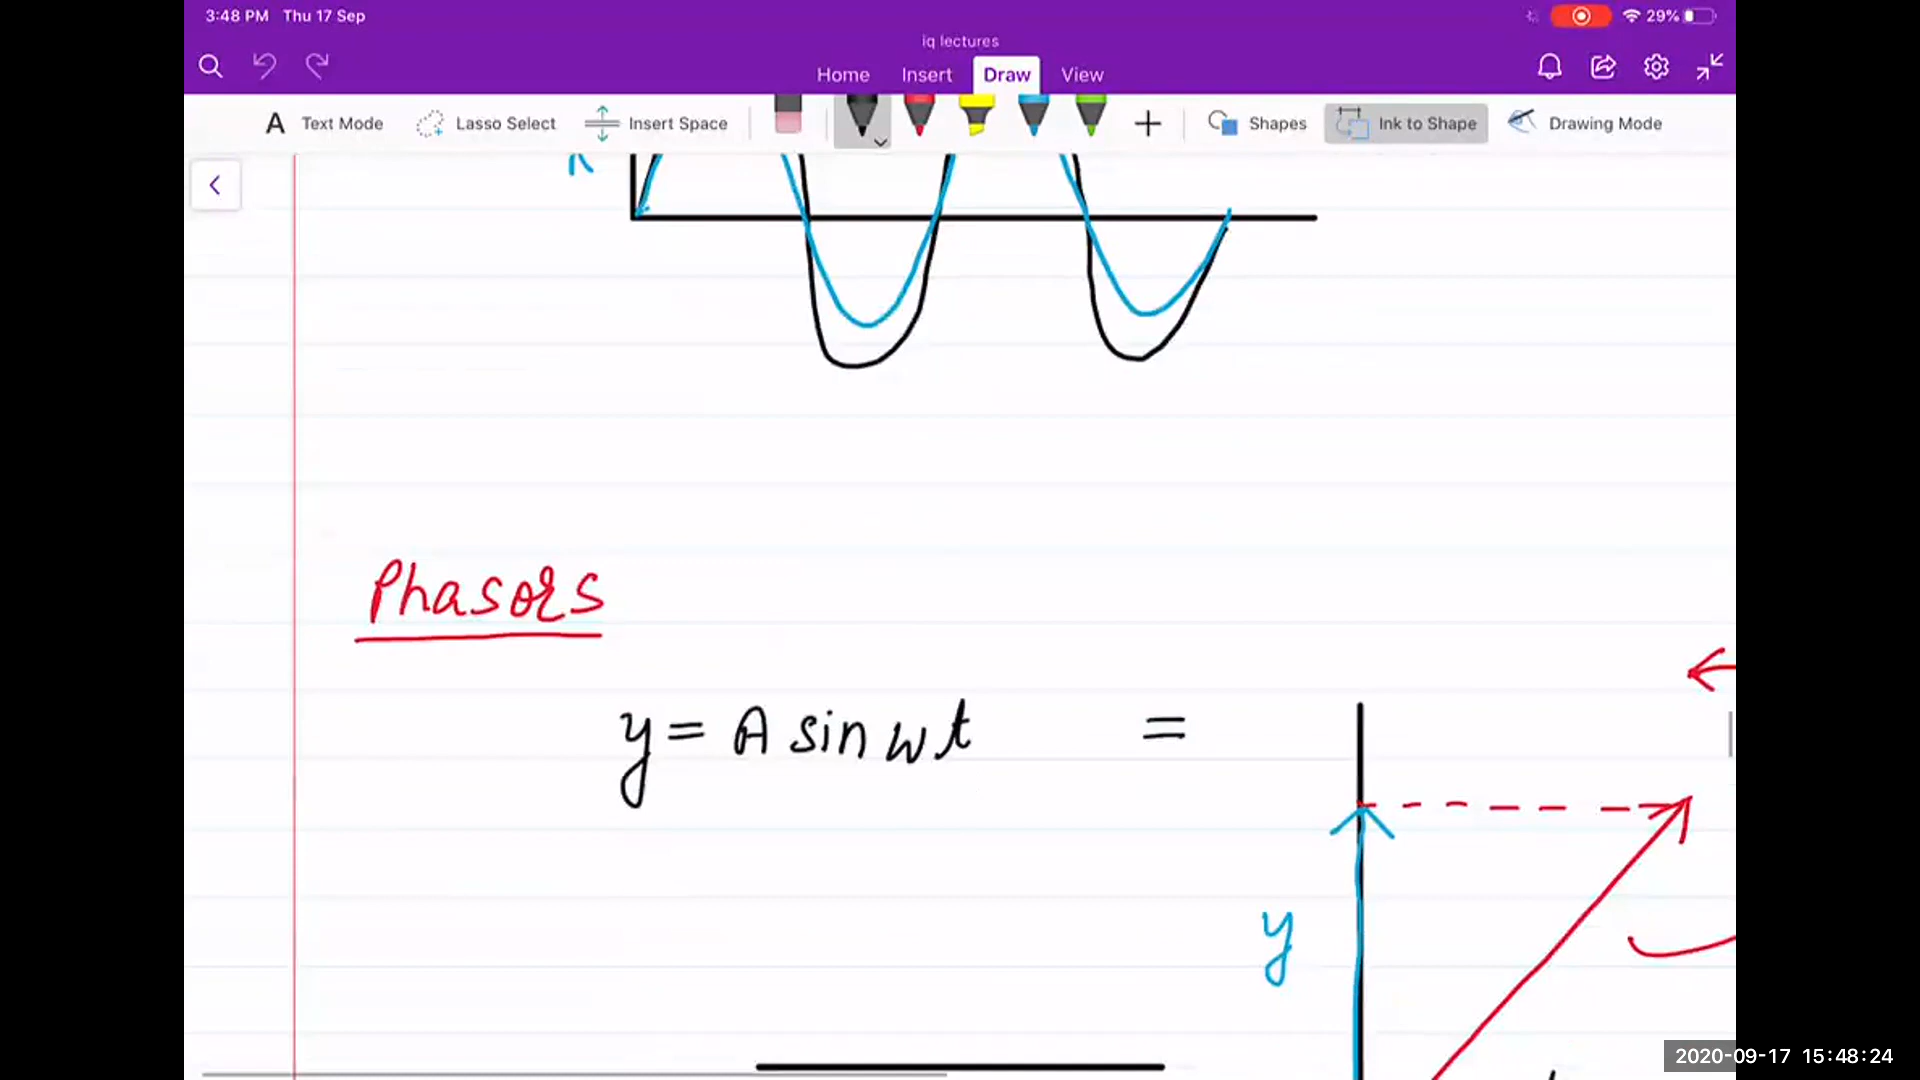 3:48 PM Thu 17 Sep
29%
iq lectures
Home Insert Draw View
A Text Mode Lasso Select Insert Space Shapes Ink to Shape Drawing Mode
Phasors
y = A sin ωt =
y
2020-09-17 15:48:24